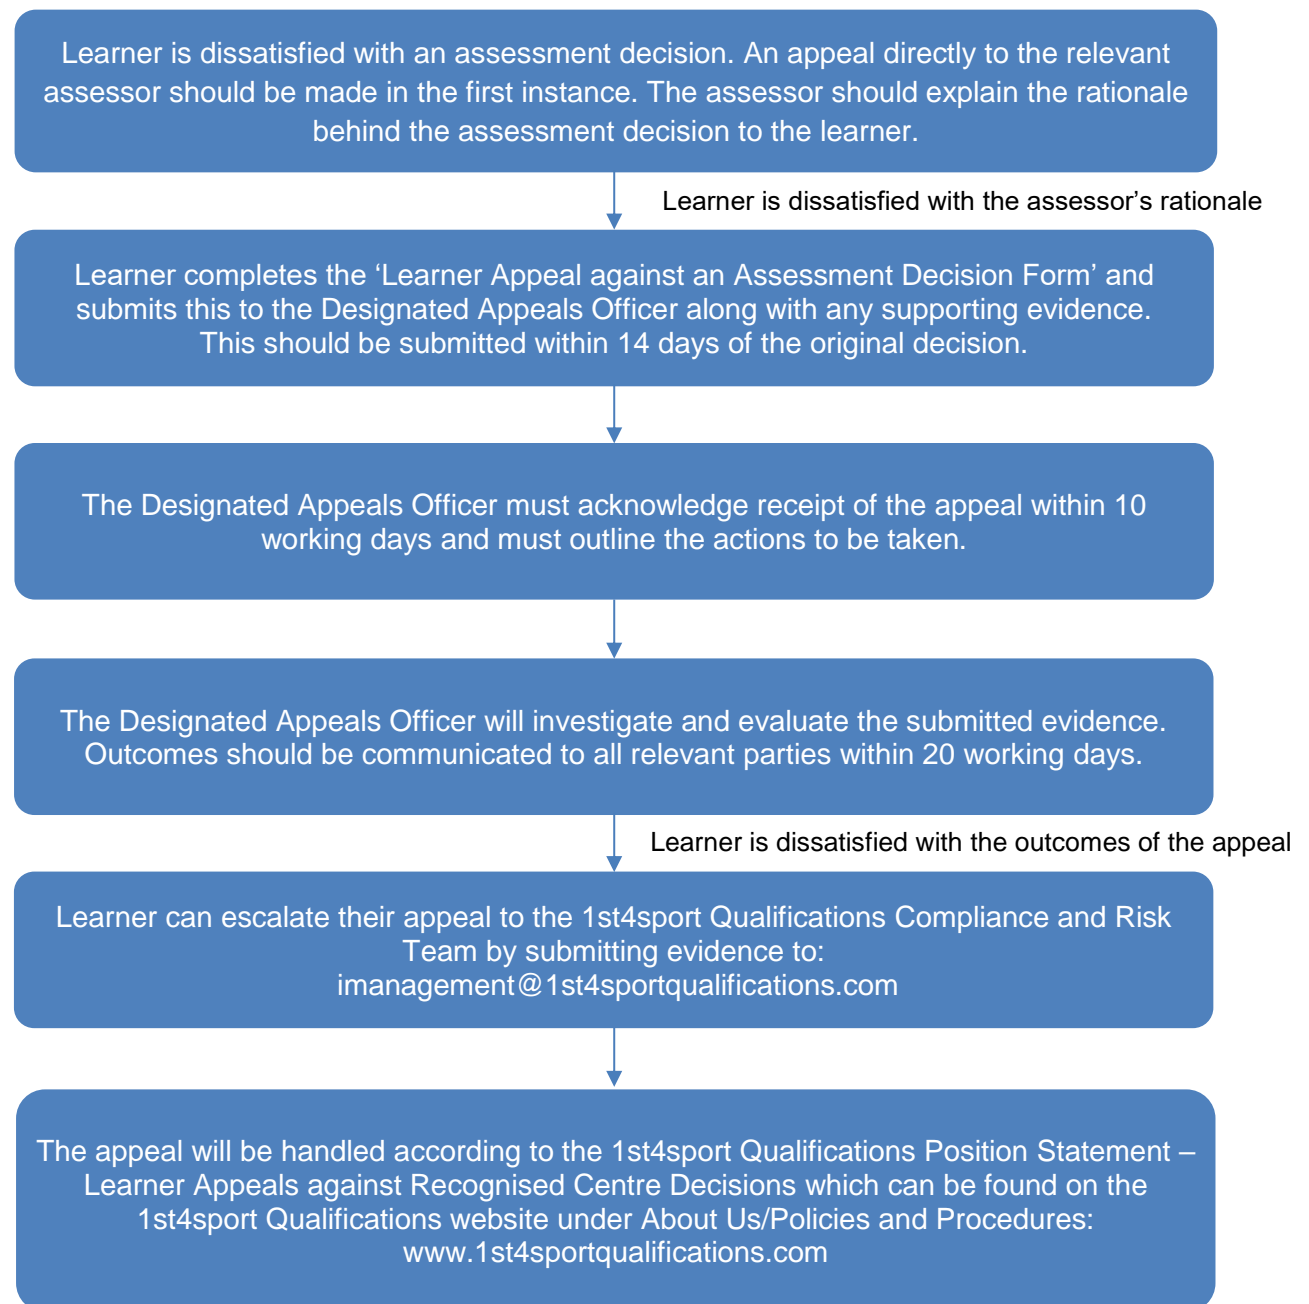 Learner is dissatisfied with an assessment decision. An appeal directly to the relevant
assessor should be made in the first instance. The assessor should explain the rationale
behind the assessment decision to the learner.
Learner is dissatisfied with the assessor’s rationale
Learner completes the ‘Learner Appeal against an Assessment Decision Form’ and
submits this to the Designated Appeals Officer along with any supporting evidence.
This should be submitted within 14 days of the original decision.
The Designated Appeals Officer must acknowledge receipt of the appeal within 10
working days and must outline the actions to be taken.
The Designated Appeals Officer will investigate and evaluate the submitted evidence.
Outcomes should be communicated to all relevant parties within 20 working days.
Learner is dissatisfied with the outcomes of the appeal
Learner can escalate their appeal to the 1st4sport Qualifications Compliance and Risk
Team by submitting evidence to:
imanagement@1st4sportqualifications.com
The appeal will be handled according to the 1st4sport Qualifications Position Statement –
Learner Appeals against Recognised Centre Decisions which can be found on the
1st4sport Qualifications website under About Us/Policies and Procedures:
www.1st4sportqualifications.com